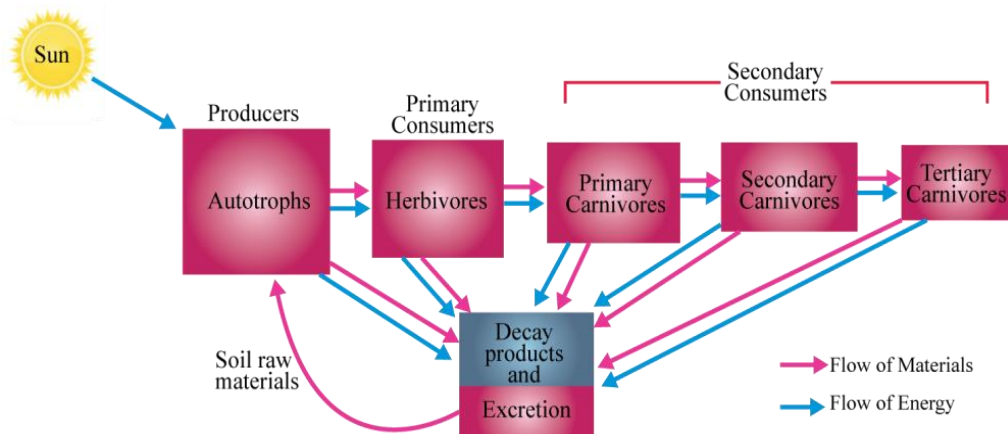 Sun
Secondary
Consumers
Producers
Primary
Consumers
Autotrophs
Herbivores
Primary
Carnivores
Secondary
Carnivores
Tertiary
Carnivores
Decay
products
and
Excretion
Soil raw
materials
Flow of Materials
Flow of Energy